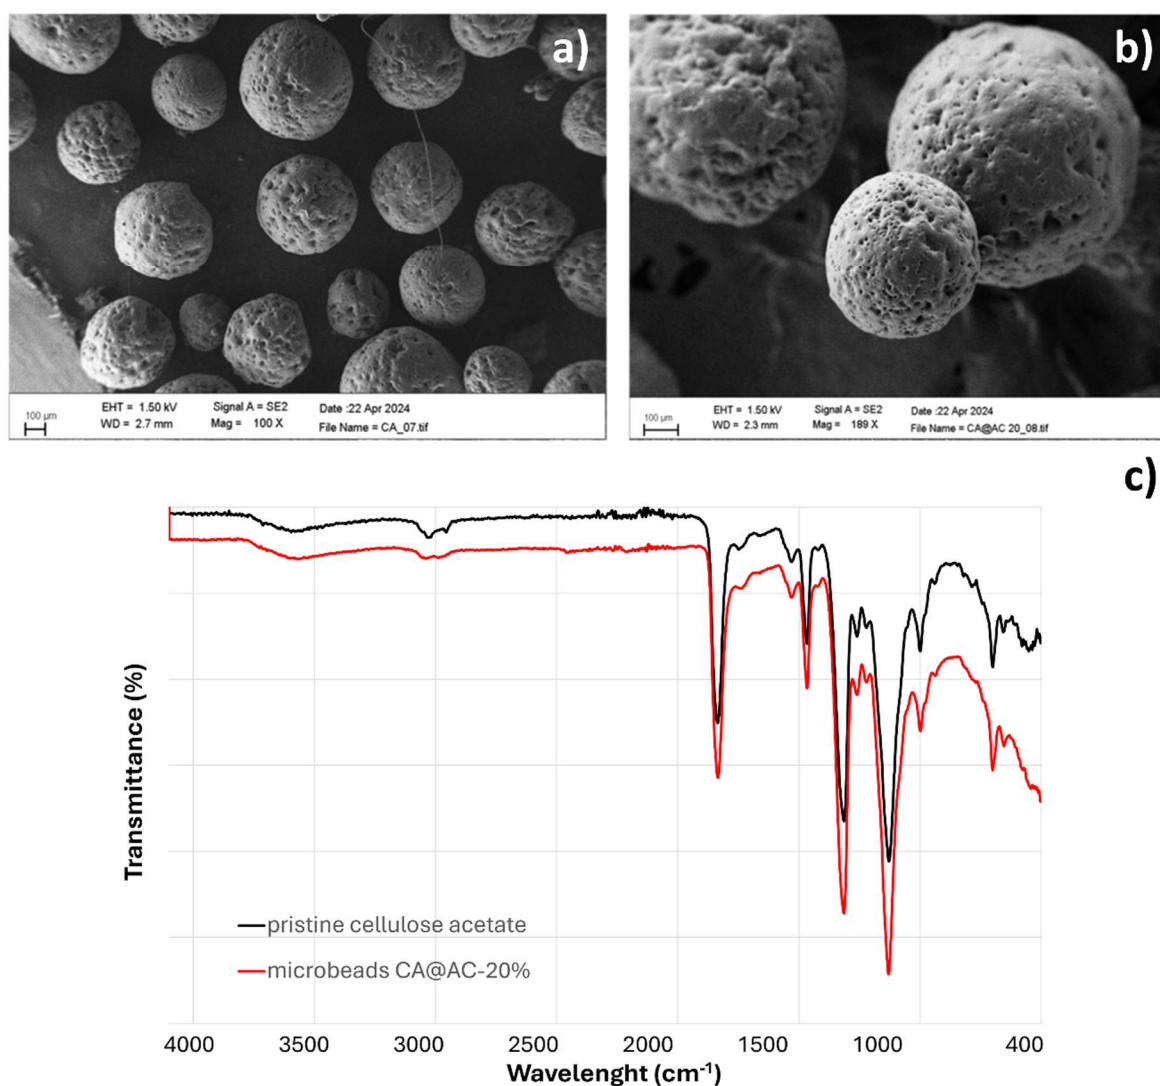 a)
100 µm
EHT = 1.50 kV Signal A = SE2 Date :22 Apr 2024
WD = 2.7 mm Mag = 100 X File Name = CA_07.tif
b)
100 µm
EHT = 1.50 kV Signal A = SE2 Date :22 Apr 2024
WD = 2.3 mm Mag = 189 X File Name = CA@AC 20_08.tif
c)
Transmittance (%)
pristine cellulose acetate
microbeads CA@AC-20%
4000 3500 3000 2500 2000 1500 1000 400
Wavelenght (cm⁻¹)